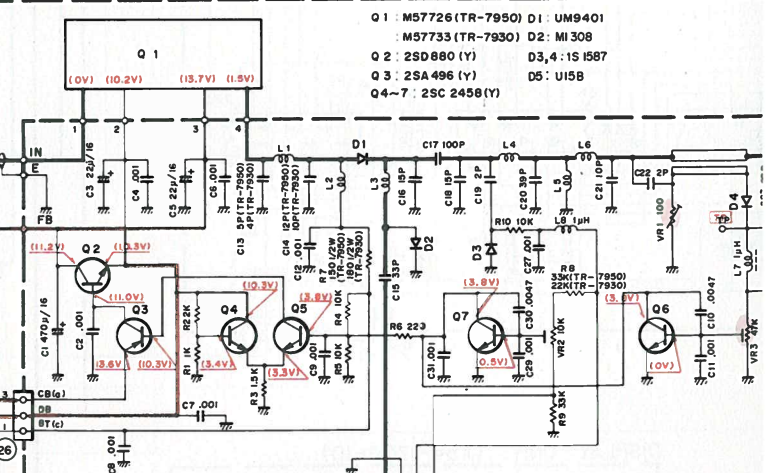 Q1 : M57726(TR-7950) D1: UM9401
M57733(TR-7930) D2: MI308
Q2 : 2SD880(Y) D3,4: 1S1587
Q3 : 2SA496(Y) D5: U15B
Q4~7 : 2SC2458(Y)
Q 1
(0V) (10.2V) (13.7V) (1.5V)
1 2 3 4
IN
E
FB
C3 22μ/16
C4 .001
C5 22μ/16
C6 .001
C13 5P(TR-7950) 4P(TR-7930)
L1
C14 12P(TR-7950) 10P(TR-7930)
C12 .001
L2
R7 150 1/2W (TR-7950) 180 1/2W (TR-7930)
D1
L3
C16 15P
C17 100P
C18 15P
C19 2P
L4
C20 39P
L5
L6
C21 10P
C22 2P
VR1 100
D4
TP
L7 1μH
D2
C15 33P
D3
R10 10K
L8 1μH
C27 .001
R8
33K(TR-7950)
22K(TR-7930)
(11.2V)
Q2
(11.0V)
C1 470μ/16
C2 .001
Q3
(13.6V)
(10.3V)
R2 2K
R1 1K
Q4
(10.3V)
(3.4V)
R3 1.5K
Q5
(3.8V)
(3.3V)
C9 .001
R4 10K
R5 10K
R6 223
C31 .001
Q7
(3.8V)
0.5V)
C30 .0047
C29 .001
VR2 10K
R9 33K
Q6
(0V)
C10 .0047
C11 .001
VR3 47K
3
CB(g)
DB
1
BT(c)
26
C7 .001
.001